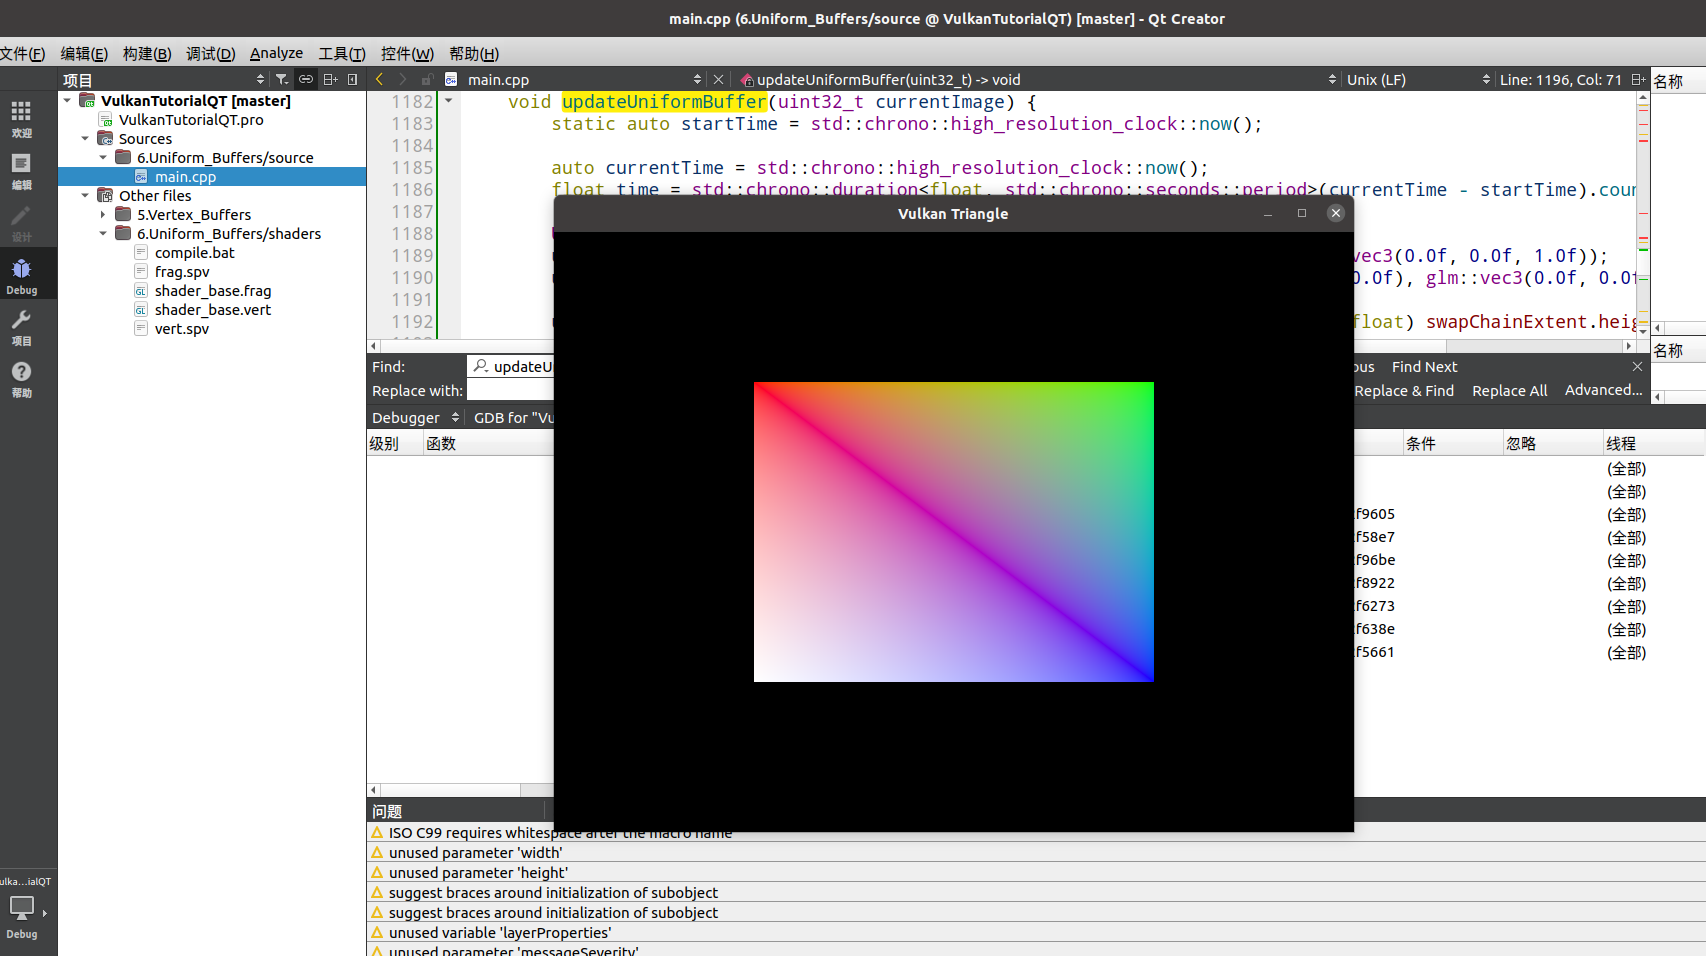 main.cpp (6.Uniform_Buffers/source @ VulkanTutorialQT) [master] - Qt Creator
文件(F) 编辑(E) 构建(B) 调试(D) Analyze 工具(T) 控件(W) 帮助(H)
项目
main.cpp
updateUniformBuffer(uint32_t) -> void
Unix (LF)
Line: 1196, Col: 71
名称
欢迎
编辑
设计
Debug
项目
帮助
VulkanTutorialQT [master]
VulkanTutorialQT.pro
Sources
6.Uniform_Buffers/source
main.cpp
Other files
5.Vertex_Buffers
6.Uniform_Buffers/shaders
compile.bat
frag.spv
shader_base.frag
shader_base.vert
vert.spv
1182 void updateUniformBuffer(uint32_t currentImage) {
1183 static auto startTime = std::chrono::high_resolution_clock::now();
1184
1185 auto currentTime = std::chrono::high_resolution_clock::now();
1186 float time = std::chrono::duration<float, std::chrono::seconds::period>(currentTime - startTime).cour
1187
1188
1189 vec3(0.0f, 0.0f, 1.0f));
1190 0.0f), glm::vec3(0.0f, 0.0f
1191
1192 float) swapChainExtent.heig
Vulkan Triangle
名称
Find: updateU
ous Find Next
Replace with:
Replace & Find Replace All Advanced...
Debugger GDB for "Vu
级别 函数 条件 忽略 线程
(全部)
(全部)
f9605 (全部)
f58e7 (全部)
f96be (全部)
f8922 (全部)
f6273 (全部)
f638e (全部)
f5661 (全部)
问题
ISO C99 requires whitespace after the macro name
unused parameter 'width'
unused parameter 'height'
suggest braces around initialization of subobject
suggest braces around initialization of subobject
unused variable 'layerProperties'
unused parameter 'messageSeverity'
ulka...ialQT
Debug